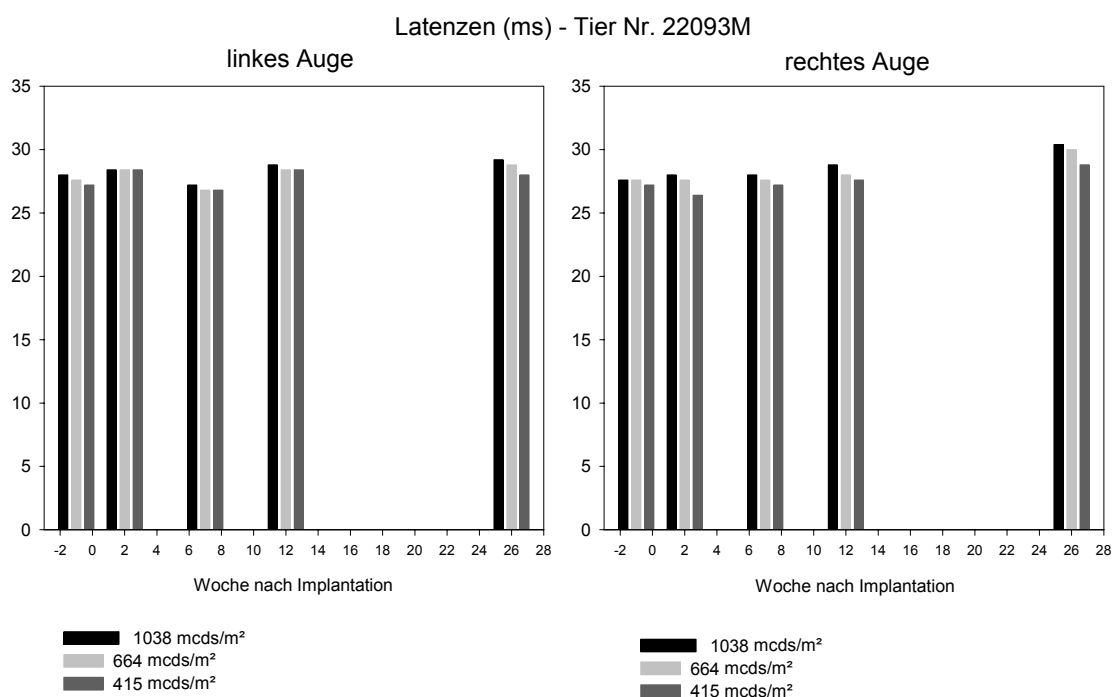 Latenzen (ms) - Tier Nr. 22093M
linkes Auge
35
30
25
20
15
10
5
0
-2 0 2 4 6 8 10 12 14 16 18 20 22 24 26 28
Woche nach Implantation
1038 mcds/m²
664 mcds/m²
415 mcds/m²
rechtes Auge
35
30
25
20
15
10
5
0
-2 0 2 4 6 8 10 12 14 16 18 20 22 24 26 28
Woche nach Implantation
1038 mcds/m²
664 mcds/m²
415 mcds/m²